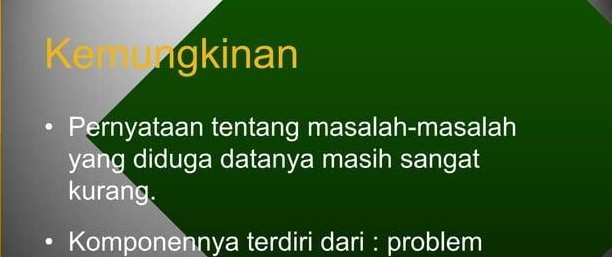 Kemungkinan
• Pernyataan tentang masalah-masalah
yang diduga datanya masih sangat
kurang.
• Komponennya terdiri dari : problem